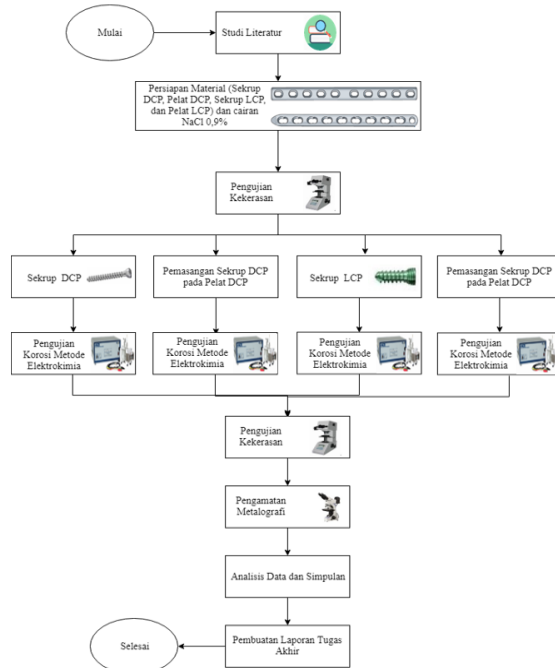 Mulai
Studi Literatur
Persiapan Material (Sekrup
DCP, Pelat DCP, Sekrup LCP,
dan Pelat LCP) dan cairan
NaCl 0,9%
Pengujian
Kekerasan
Sekrup DCP
Pemasangan Sekrup DCP
pada Pelat DCP
Sekrup LCP
Pemasangan Sekrup DCP
pada Pelat DCP
Pengujian
Korosi Metode
Elektrokimia
Pengujian
Korosi Metode
Elektrokimia
Pengujian
Korosi Metode
Elektrokimia
Pengujian
Korosi Metode
Elektrokimia
Pengujian
Kekerasan
Pengamatan
Metalografi
Analisis Data dan Simpulan
Selesai
Pembuatan Laporan Tugas
Akhir